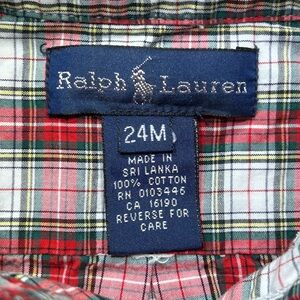 Ralph Lauren
24M
MADE IN
SRI LANKA
100% COTTON
RN 0103446
CA 16190
REVERSE FOR
CARE